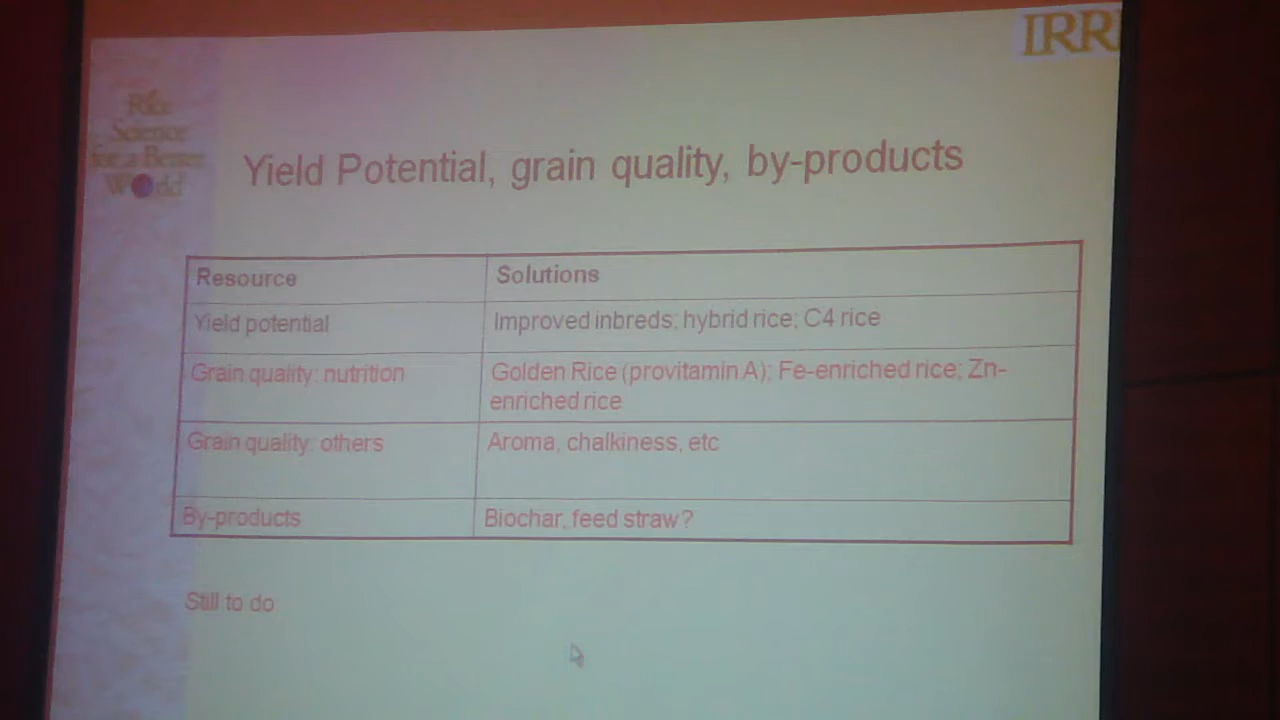 IRRI
Rice
Science
for a Better
World
Yield Potential, grain quality, by-products
Resource
Solutions
Yield potential
Improved inbreds; hybrid rice; C4 rice
Grain quality: nutrition
Golden Rice (provitamin A); Fe-enriched rice; Zn-
enriched rice
Grain quality: others
Aroma, chalkiness, etc
By-products
Biochar, feed straw?
Still to do